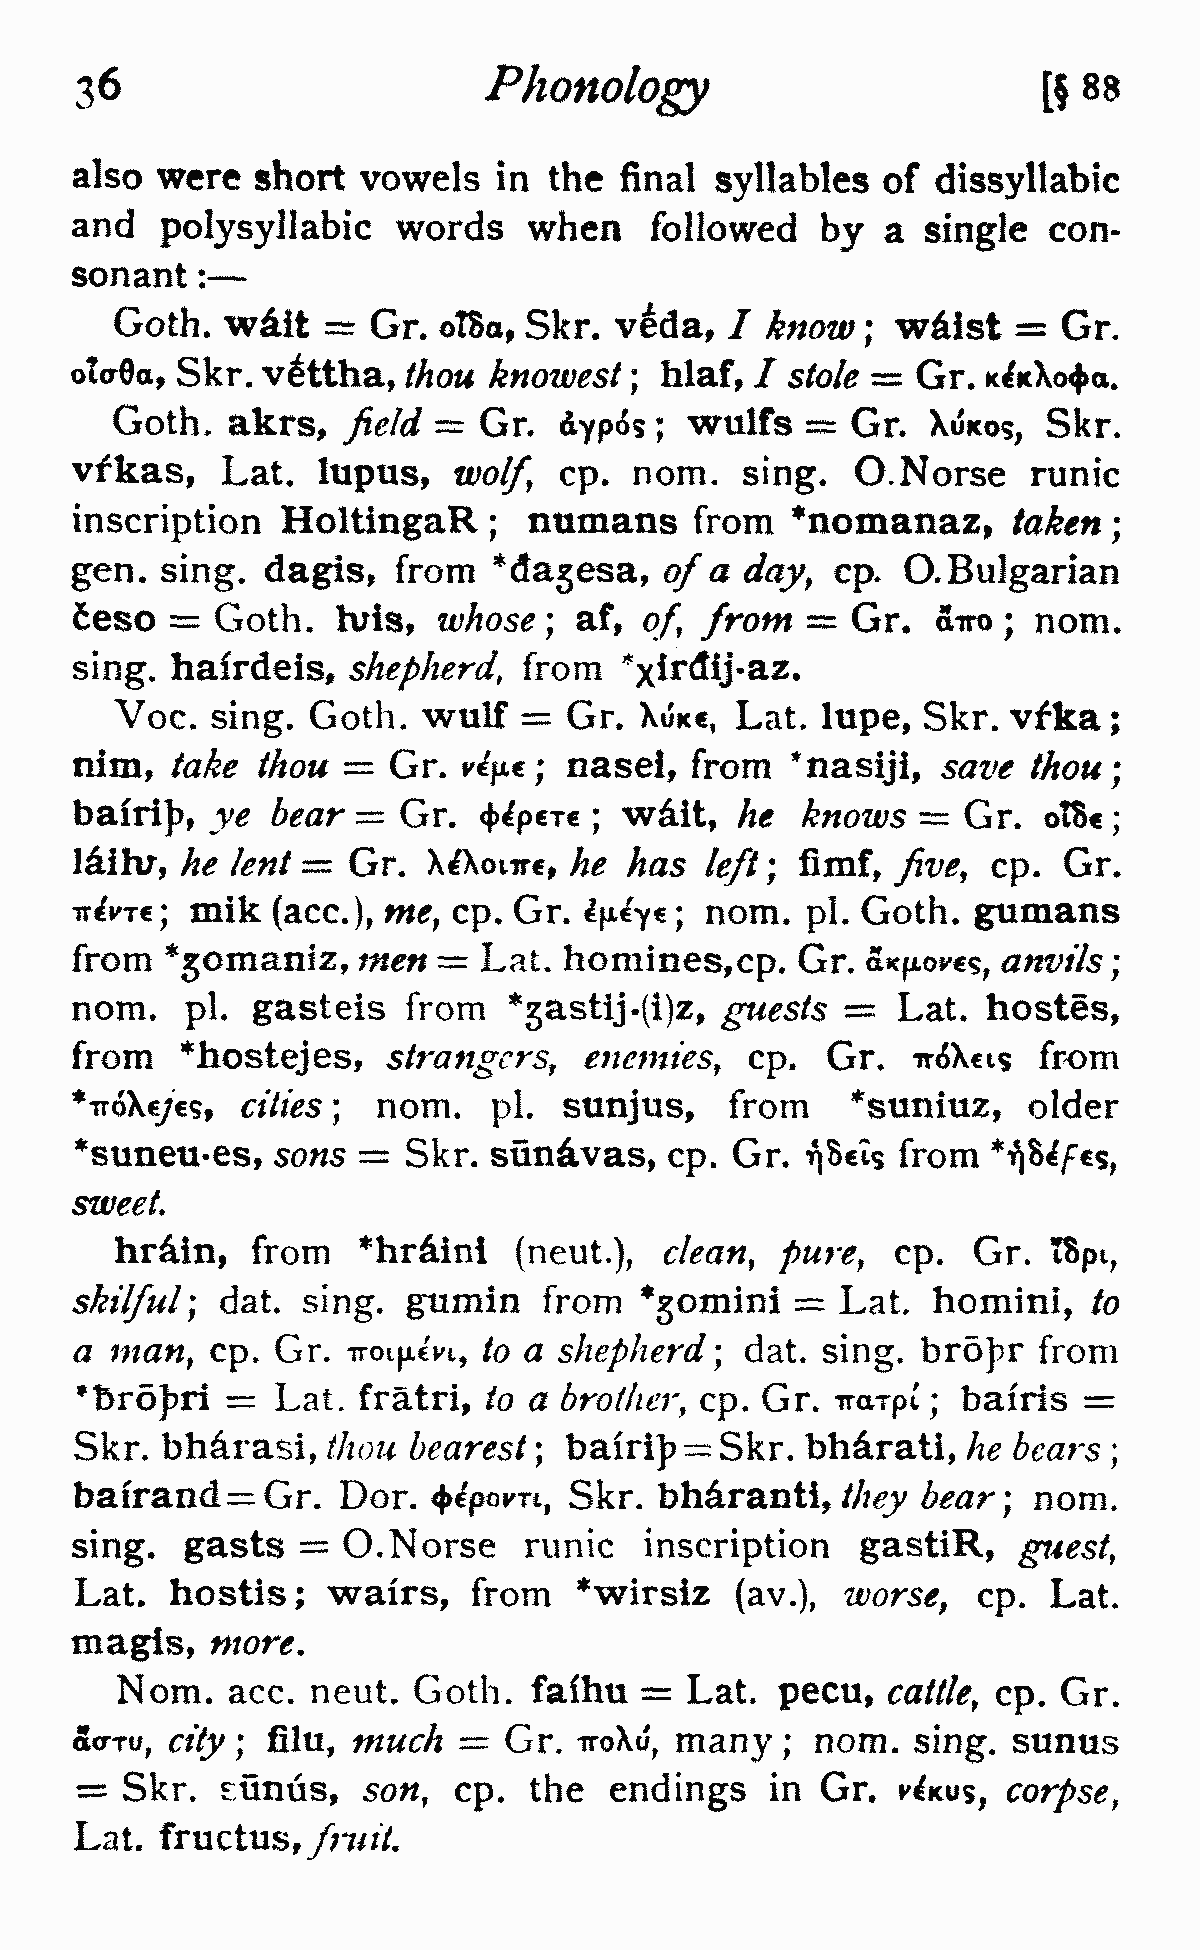 36 Phonology [§ 88
also were short vowels in the final syllables of dissyllabic
and polysyllabic words when followed by a single con-
sonant :—
Goth. wáit = Gr. οἶδα, Skr. vḗda, I know ; wáist = Gr.
οἶσθα, Skr. vḗttha, thou knowest ; hlaf, I stole = Gr. κέκλοφα.
Goth. akrs, field = Gr. ἀγρός ; wulfs = Gr. λύκος, Skr.
vŕ̥kas, Lat. lupus, wolf, cp. nom. sing. O.Norse runic
inscription HoltingaR ; numans from *nomanaz, taken ;
gen. sing. dagis, from *đaʒesa, of a day, cp. O.Bulgarian
česo = Goth. ƕis, whose ; af, of, from = Gr. ἄπο ; nom.
sing. haírdeis, shepherd, from *χirđij-az.
Voc. sing. Goth. wulf = Gr. λύκε, Lat. lupe, Skr. vŕ̥ka ;
nim, take thou = Gr. νέμε ; nasei, from *nasiji, save thou ;
baíriþ, ye bear = Gr. φέρετε ; wáit, he knows = Gr. οἶδε ;
láiƕ, he lent = Gr. λέλοιπε, he has left ; fimf, five, cp. Gr.
πέντε ; mik (acc.), me, cp. Gr. ἐμέγε ; nom. pl. Goth. gumans
from *ʒomaniz, men = Lat. homines, cp. Gr. ἄκμονες, anvils ;
nom. pl. gasteis from *ʒastij-(i)z, guests = Lat. hostēs,
from *hostejes, strangers, enemies, cp. Gr. πόλεις from
*πόλεjες, cities ; nom. pl. sunjus, from *suniuz, older
*suneu-es, sons = Skr. sūnávas, cp. Gr. ἡδεῖς from *ἡδέϝες,
sweet.
hráin, from *hráini (neut.), clean, pure, cp. Gr. ἴδρι,
skilful ; dat. sing. gumin from *ʒomini = Lat. homini, to
a man, cp. Gr. ποιμένι, to a shepherd ; dat. sing. brōþr from
*ƀrōþri = Lat. frātri, to a brother, cp. Gr. πατρί ; baíris =
Skr. bhárasi, thou bearest ; baíriþ = Skr. bhárati, he bears ;
baírand = Gr. Dor. φέροντι, Skr. bháranti, they bear ; nom.
sing. gasts = O.Norse runic inscription gastiR, guest,
Lat. hostis ; waírs, from *wirsiz (av.), worse, cp. Lat.
magis, more.
Nom. acc. neut. Goth. faíhu = Lat. pecu, cattle, cp. Gr.
ἄστυ, city ; filu, much = Gr. πολύ, many ; nom. sing. sunus
= Skr. sūnús, son, cp. the endings in Gr. νέκυς, corpse,
Lat. fructus, fruit.